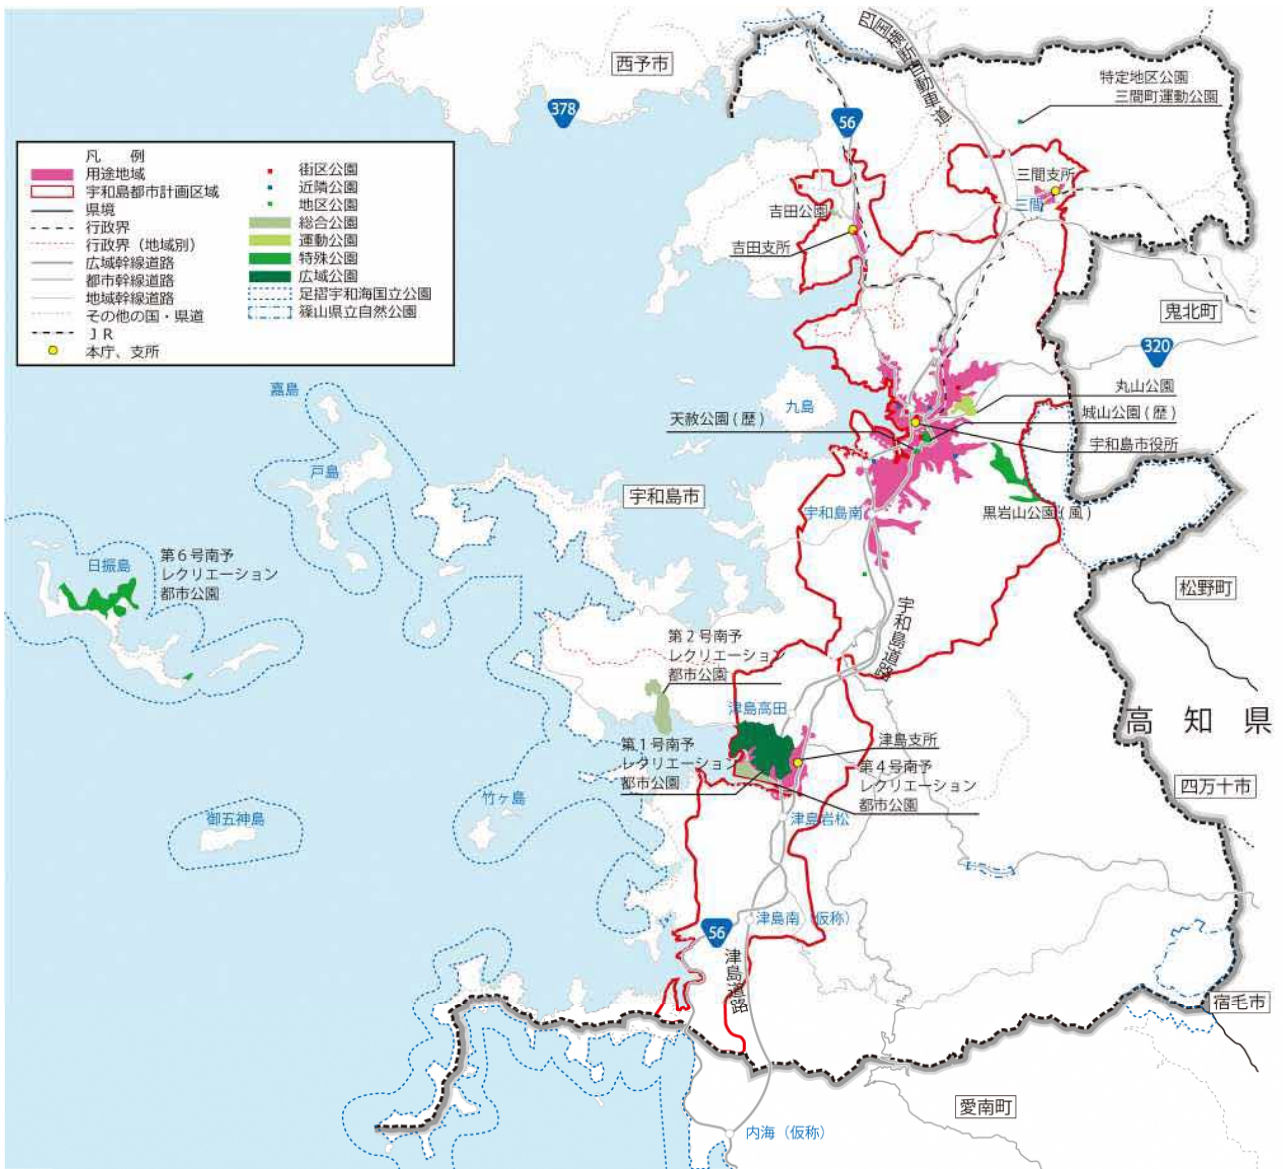 西予市
四国横断自動車道
378
56
特定地区公園
三間町運動公園
凡　例
用途地域
宇和島都市計画区域
県境
行政界
行政界（地域別）
広域幹線道路
都市幹線道路
地域幹線道路
その他の国・県道
ＪＲ
本庁、支所
街区公園
近隣公園
地区公園
総合公園
運動公園
特殊公園
広域公園
足摺宇和海国立公園
篠山県立自然公園
三間支所
三間
吉田公園
吉田支所
鬼北町
320
嘉島
九島
丸山公園
天赦公園(歴)
城山公園(歴)
宇和島市役所
戸島
宇和島市
宇和島南
黒岩山公園(風)
日振島
第６号南予
レクリエーション
都市公園
松野町
宇和島道路
第２号南予
レクリエーション
都市公園
津島高田
高知県
第１号南予
レクリエーション
都市公園
津島支所
第４号南予
レクリエーション
都市公園
四万十市
竹ヶ島
御五神島
津島岩松
56
津島南（仮称）
津島道路
宿毛市
愛南町
内海（仮称）